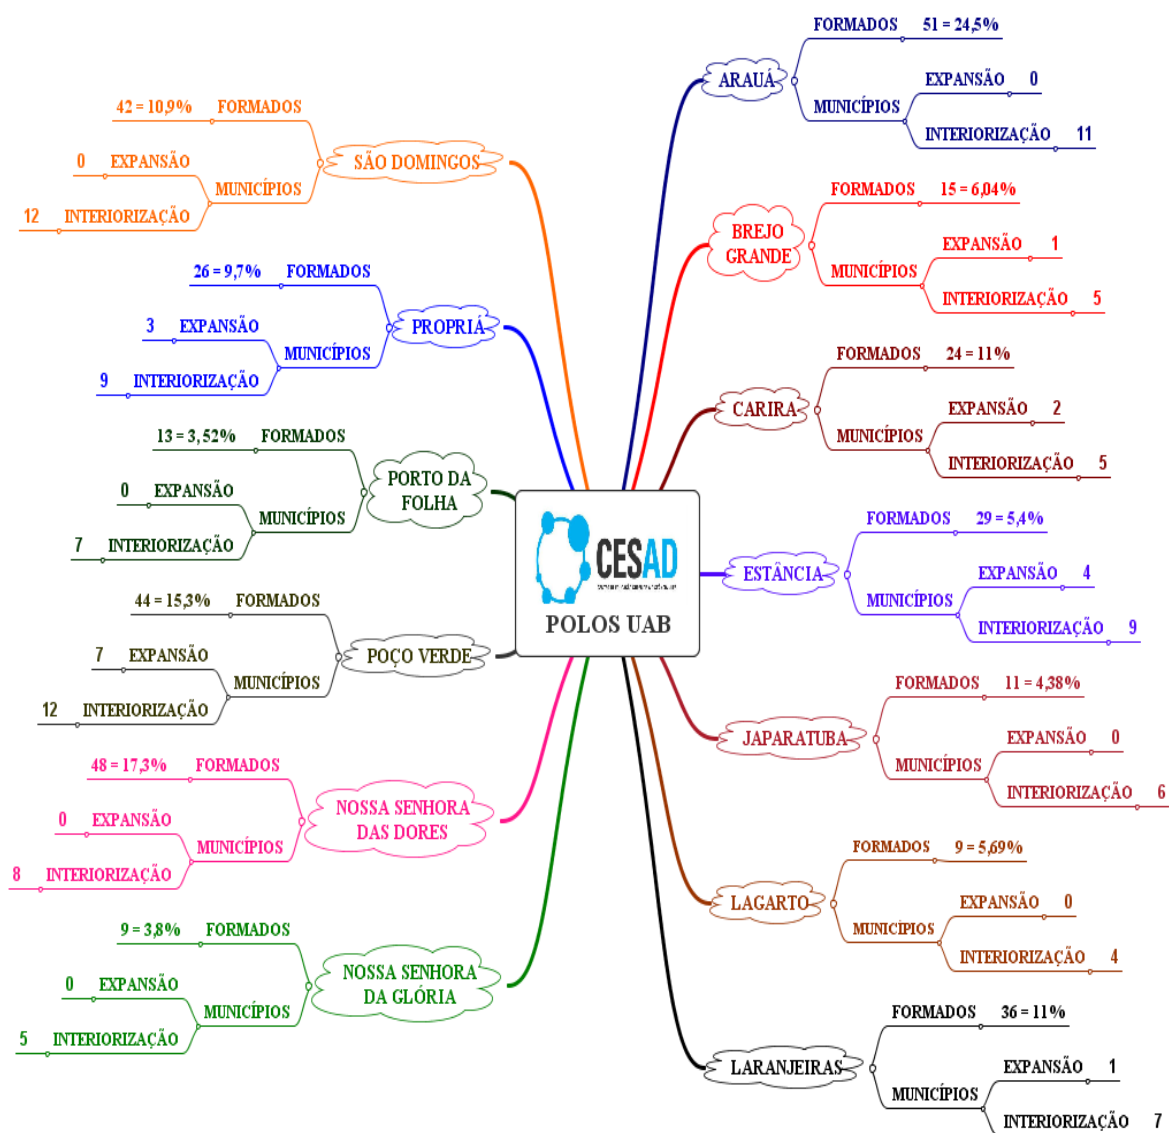 FORMADOS 51 = 24,5%
ARAUÁ
EXPANSÃO 0
MUNICÍPIOS
INTERIORIZAÇÃO 11
FORMADOS 15 = 6,04%
BREJO
GRANDE
EXPANSÃO 1
MUNICÍPIOS
INTERIORIZAÇÃO 5
FORMADOS 24 = 11%
CARIRA
EXPANSÃO 2
MUNICÍPIOS
INTERIORIZAÇÃO 5
FORMADOS 29 = 5,4%
ESTÂNCIA
EXPANSÃO 4
MUNICÍPIOS
INTERIORIZAÇÃO 9
FORMADOS 11 = 4,38%
JAPARATUBA
EXPANSÃO 0
MUNICÍPIOS
INTERIORIZAÇÃO 6
FORMADOS 9 = 5,69%
LAGARTO
EXPANSÃO 0
MUNICÍPIOS
INTERIORIZAÇÃO 4
FORMADOS 36 = 11%
LARANJEIRAS
EXPANSÃO 1
MUNICÍPIOS
INTERIORIZAÇÃO 7
42 = 10,9% FORMADOS
SÃO DOMINGOS
0 EXPANSÃO
MUNICÍPIOS
12 INTERIORIZAÇÃO
26 = 9,7% FORMADOS
PROPRIÁ
3 EXPANSÃO
MUNICÍPIOS
9 INTERIORIZAÇÃO
13 = 3,52% FORMADOS
PORTO DA
FOLHA
0 EXPANSÃO
MUNICÍPIOS
7 INTERIORIZAÇÃO
44 = 15,3% FORMADOS
POÇO VERDE
7 EXPANSÃO
MUNICÍPIOS
12 INTERIORIZAÇÃO
48 = 17,3% FORMADOS
NOSSA SENHORA
DAS DORES
0 EXPANSÃO
MUNICÍPIOS
8 INTERIORIZAÇÃO
9 = 3,8% FORMADOS
NOSSA SENHORA
DA GLÓRIA
0 EXPANSÃO
MUNICÍPIOS
5 INTERIORIZAÇÃO
CESAD
POLOS UAB